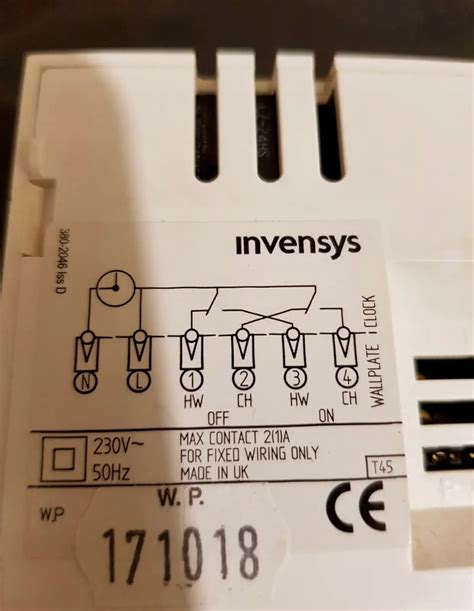 invensys
380-2046 Iss D
N L 1 2 3 4
HW CH HW CH
OFF ON
WALLPLATE CLOCK
230V~ MAX CONTACT 2(1)A
50Hz FOR FIXED WIRING ONLY
MADE IN UK
T45
W.P W.P.
CE
171018